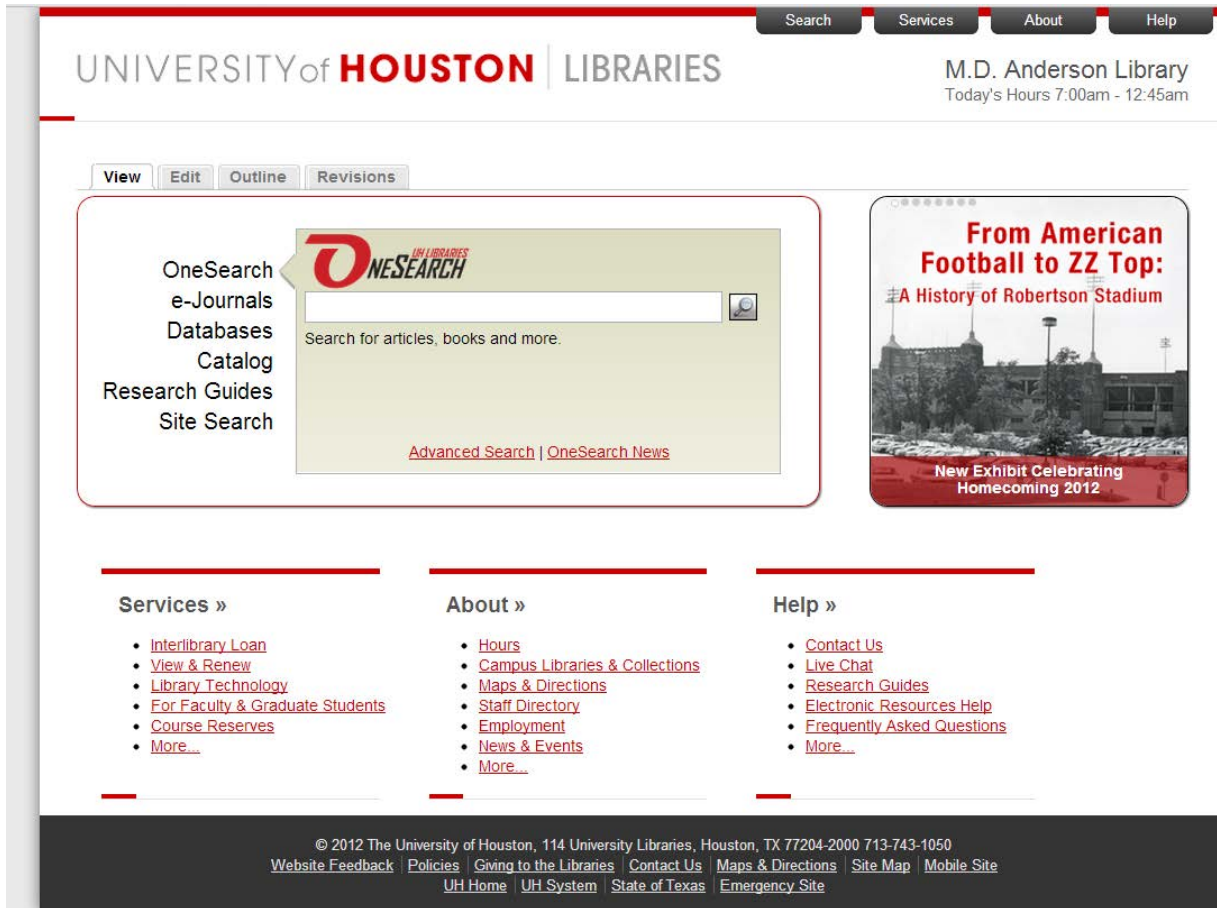 Search Services About Help
UNIVERSITY of HOUSTON LIBRARIES
M.D. Anderson Library
Today's Hours 7:00am - 12:45am
View Edit Outline Revisions
OneSearch
e-Journals
Databases
Catalog
Research Guides
Site Search
UH LIBRARIES
ONESEARCH
Search for articles, books and more.
Advanced Search | OneSearch News
From American
Football to ZZ Top:
A History of Robertson Stadium
New Exhibit Celebrating
Homecoming 2012
Services »
• Interlibrary Loan
• View & Renew
• Library Technology
• For Faculty & Graduate Students
• Course Reserves
• More...
About »
• Hours
• Campus Libraries & Collections
• Maps & Directions
• Staff Directory
• Employment
• News & Events
• More...
Help »
• Contact Us
• Live Chat
• Research Guides
• Electronic Resources Help
• Frequently Asked Questions
• More...
© 2012 The University of Houston, 114 University Libraries, Houston, TX 77204-2000 713-743-1050
Website Feedback | Policies | Giving to the Libraries | Contact Us | Maps & Directions | Site Map | Mobile Site
UH Home | UH System | State of Texas | Emergency Site